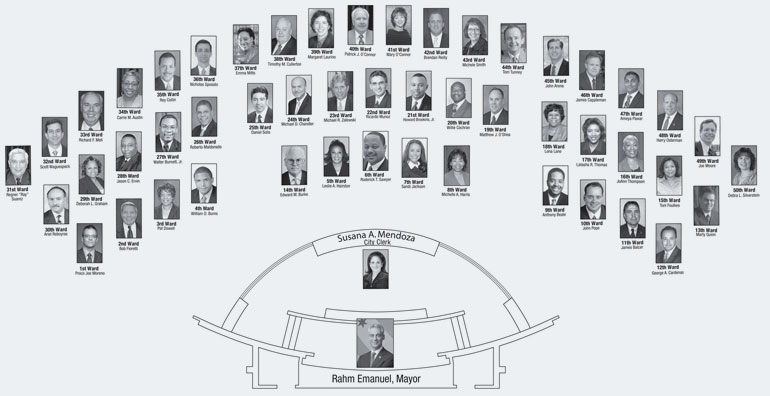 40th Ward
Patrick J. O'Connor
41st Ward
Mary O'Connor
39th Ward
Margaret Laurino
42nd Ward
Brendan Reilly
38th Ward
Timothy M. Cullerton
43rd Ward
Michele Smith
37th Ward
Emma Mitts
44th Ward
Tom Tunney
36th Ward
Nicholas Sposato
45th Ward
John Arena
35th Ward
Rey Colón
46th Ward
James Cappleman
34th Ward
Carrie M. Austin
47th Ward
Ameya Pawar
33rd Ward
Richard F. Mell
48th Ward
Harry Osterman
32nd Ward
Scott Waguespack
49th Ward
Joe Moore
31st Ward
Regner "Ray"
Suarez
50th Ward
Debra L. Silverstein
25th Ward
Daniel Solis
24th Ward
Michael D. Chandler
23rd Ward
Michael R. Zalewski
22nd Ward
Ricardo Munoz
21st Ward
Howard Brookins, Jr.
20th Ward
Willie Cochran
19th Ward
Matthew J. O'Shea
26th Ward
Roberto Maldonado
18th Ward
Lona Lane
27th Ward
Walter Burnett, Jr.
17th Ward
Latasha R. Thomas
28th Ward
Jason C. Ervin
16th Ward
JoAnn Thompson
29th Ward
Deborah L. Graham
15th Ward
Toni Foulkes
30th Ward
Ariel Reboyras
13th Ward
Marty Quinn
14th Ward
Edward M. Burke
5th Ward
Leslie A. Hairston
6th Ward
Roderick T. Sawyer
7th Ward
8th Ward
Michelle A. Harris
4th Ward
William D. Burns
9th Ward
Anthony Beale
3rd Ward
Pat Dowell
10th Ward
John Pope
2nd Ward
Bob Fioretti
11th Ward
James Balcer
1st Ward
Proco Joe Moreno
12th Ward
George A. Cardenas
Susana A. Mendoza
City Clerk
Rahm Emanuel, Mayor